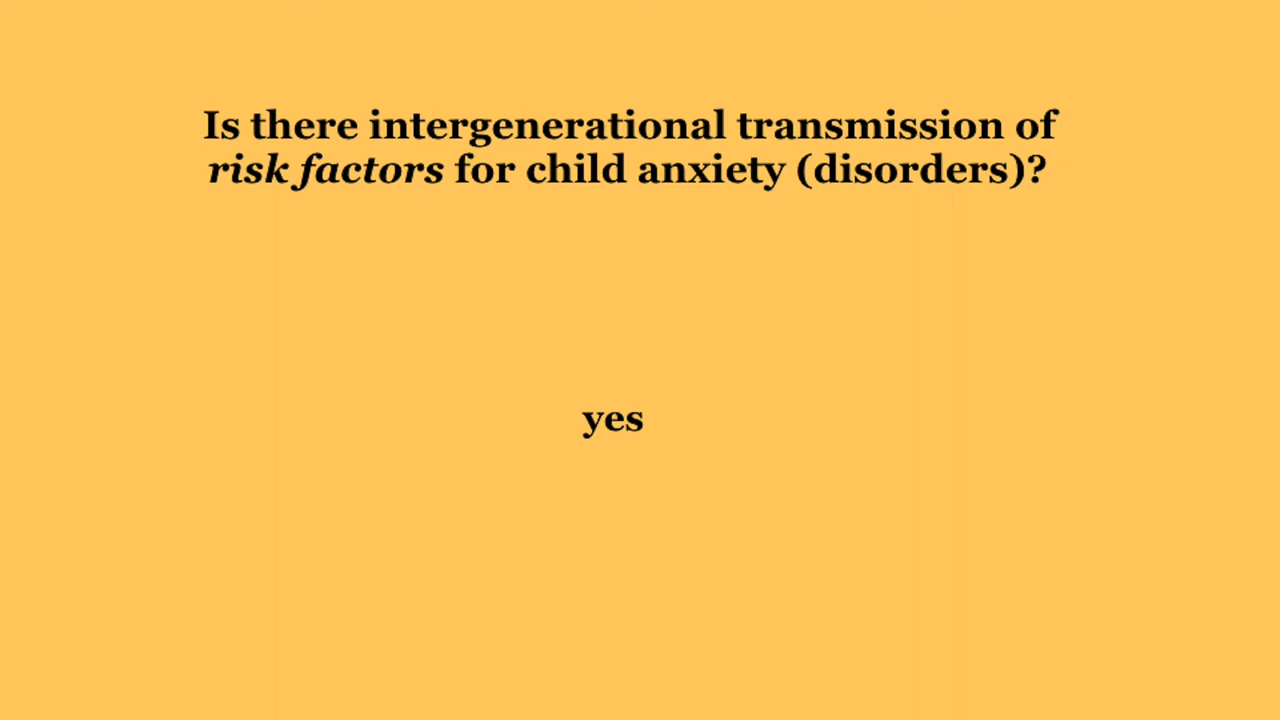 Is there intergenerational transmission of
risk factors for child anxiety (disorders)?
yes